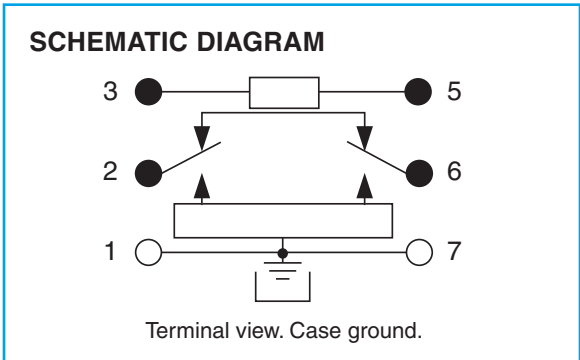 SCHEMATIC DIAGRAM
3 5
2 6
1 7
Terminal view. Case ground.